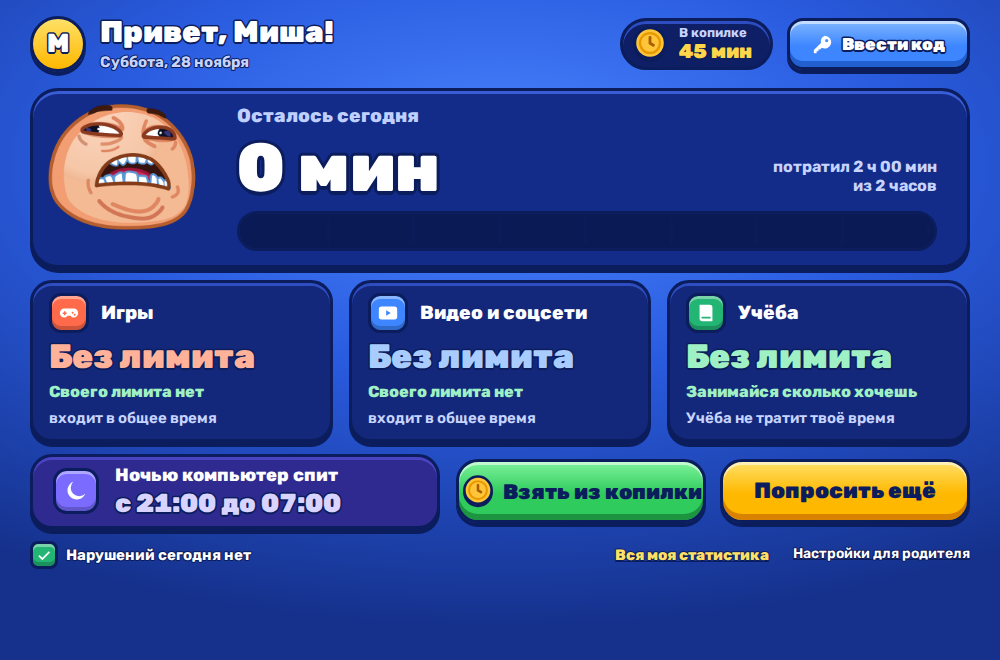 М
Привет, Миша!
Суббота, 28 ноября
В копилке
45 мин
Ввести код
Осталось сегодня
0 мин
потратил 2 ч 00 мин
из 2 часов
Игры
Без лимита
Своего лимита нет
входит в общее время
Видео и соцсети
Без лимита
Своего лимита нет
входит в общее время
Учёба
Без лимита
Занимайся сколько хочешь
Учёба не тратит твоё время
Ночью компьютер спит
с 21:00 до 07:00
Взять из копилки
Попросить ещё
Нарушений сегодня нет
Вся моя статистика
Настройки для родителя